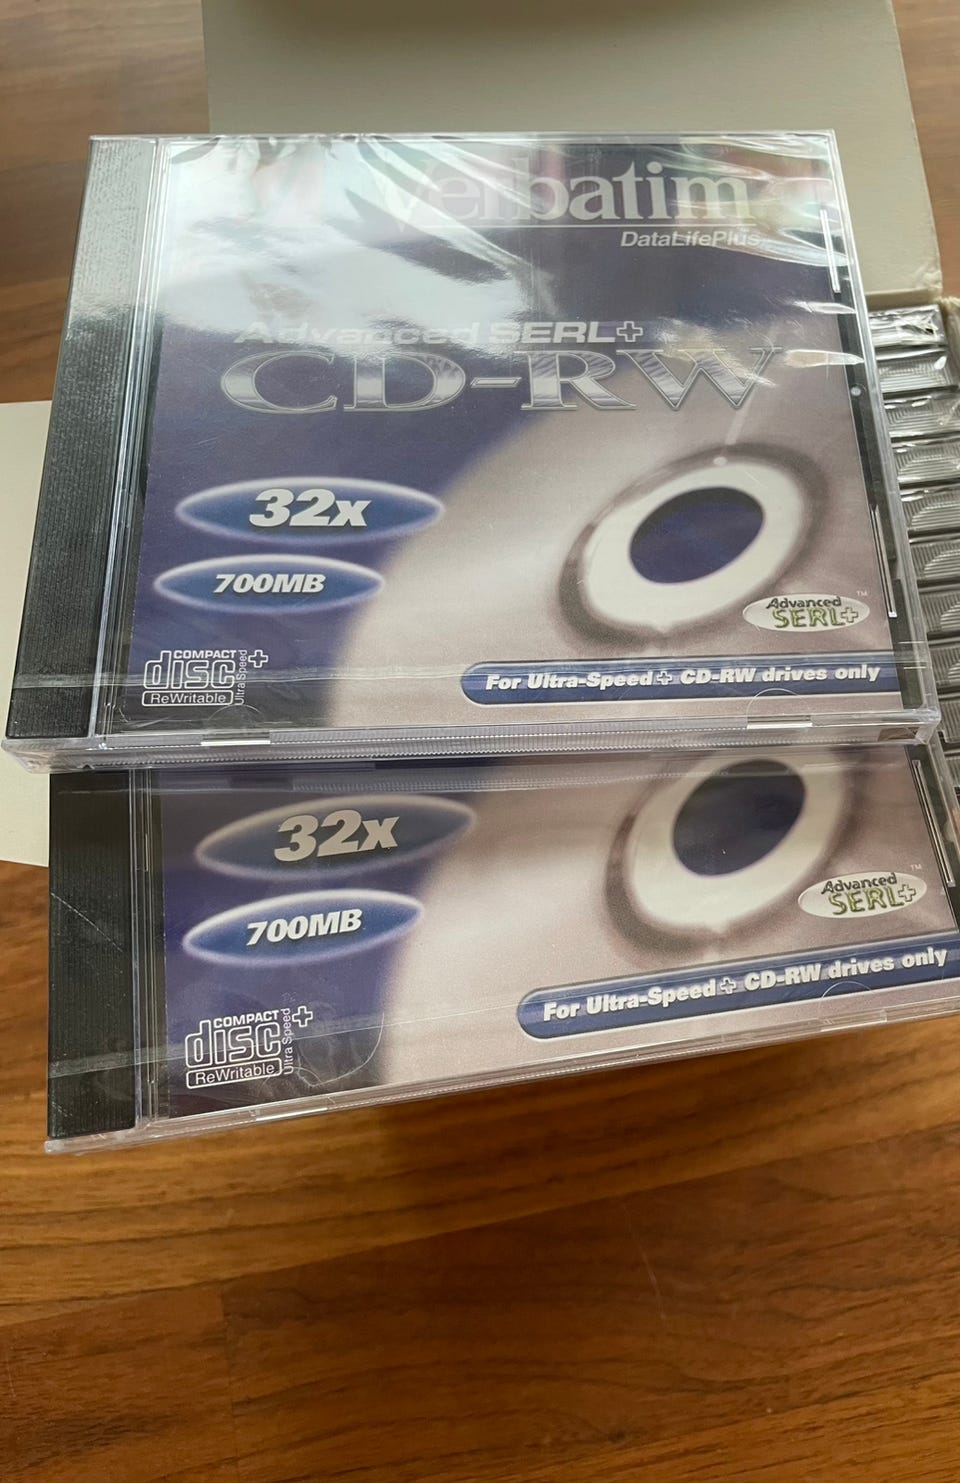 Verbatim
DataLifePlus
Advanced SERL+
CD-RW
32x
700MB
Advanced
SERL+
TM
COMPACT
disc
ReWritable
Ultra Speed+
For Ultra-Speed+ CD-RW drives only
32x
700MB
Advanced
SERL+
TM
COMPACT
disc
ReWritable
Ultra Speed+
For Ultra-Speed+ CD-RW drives only